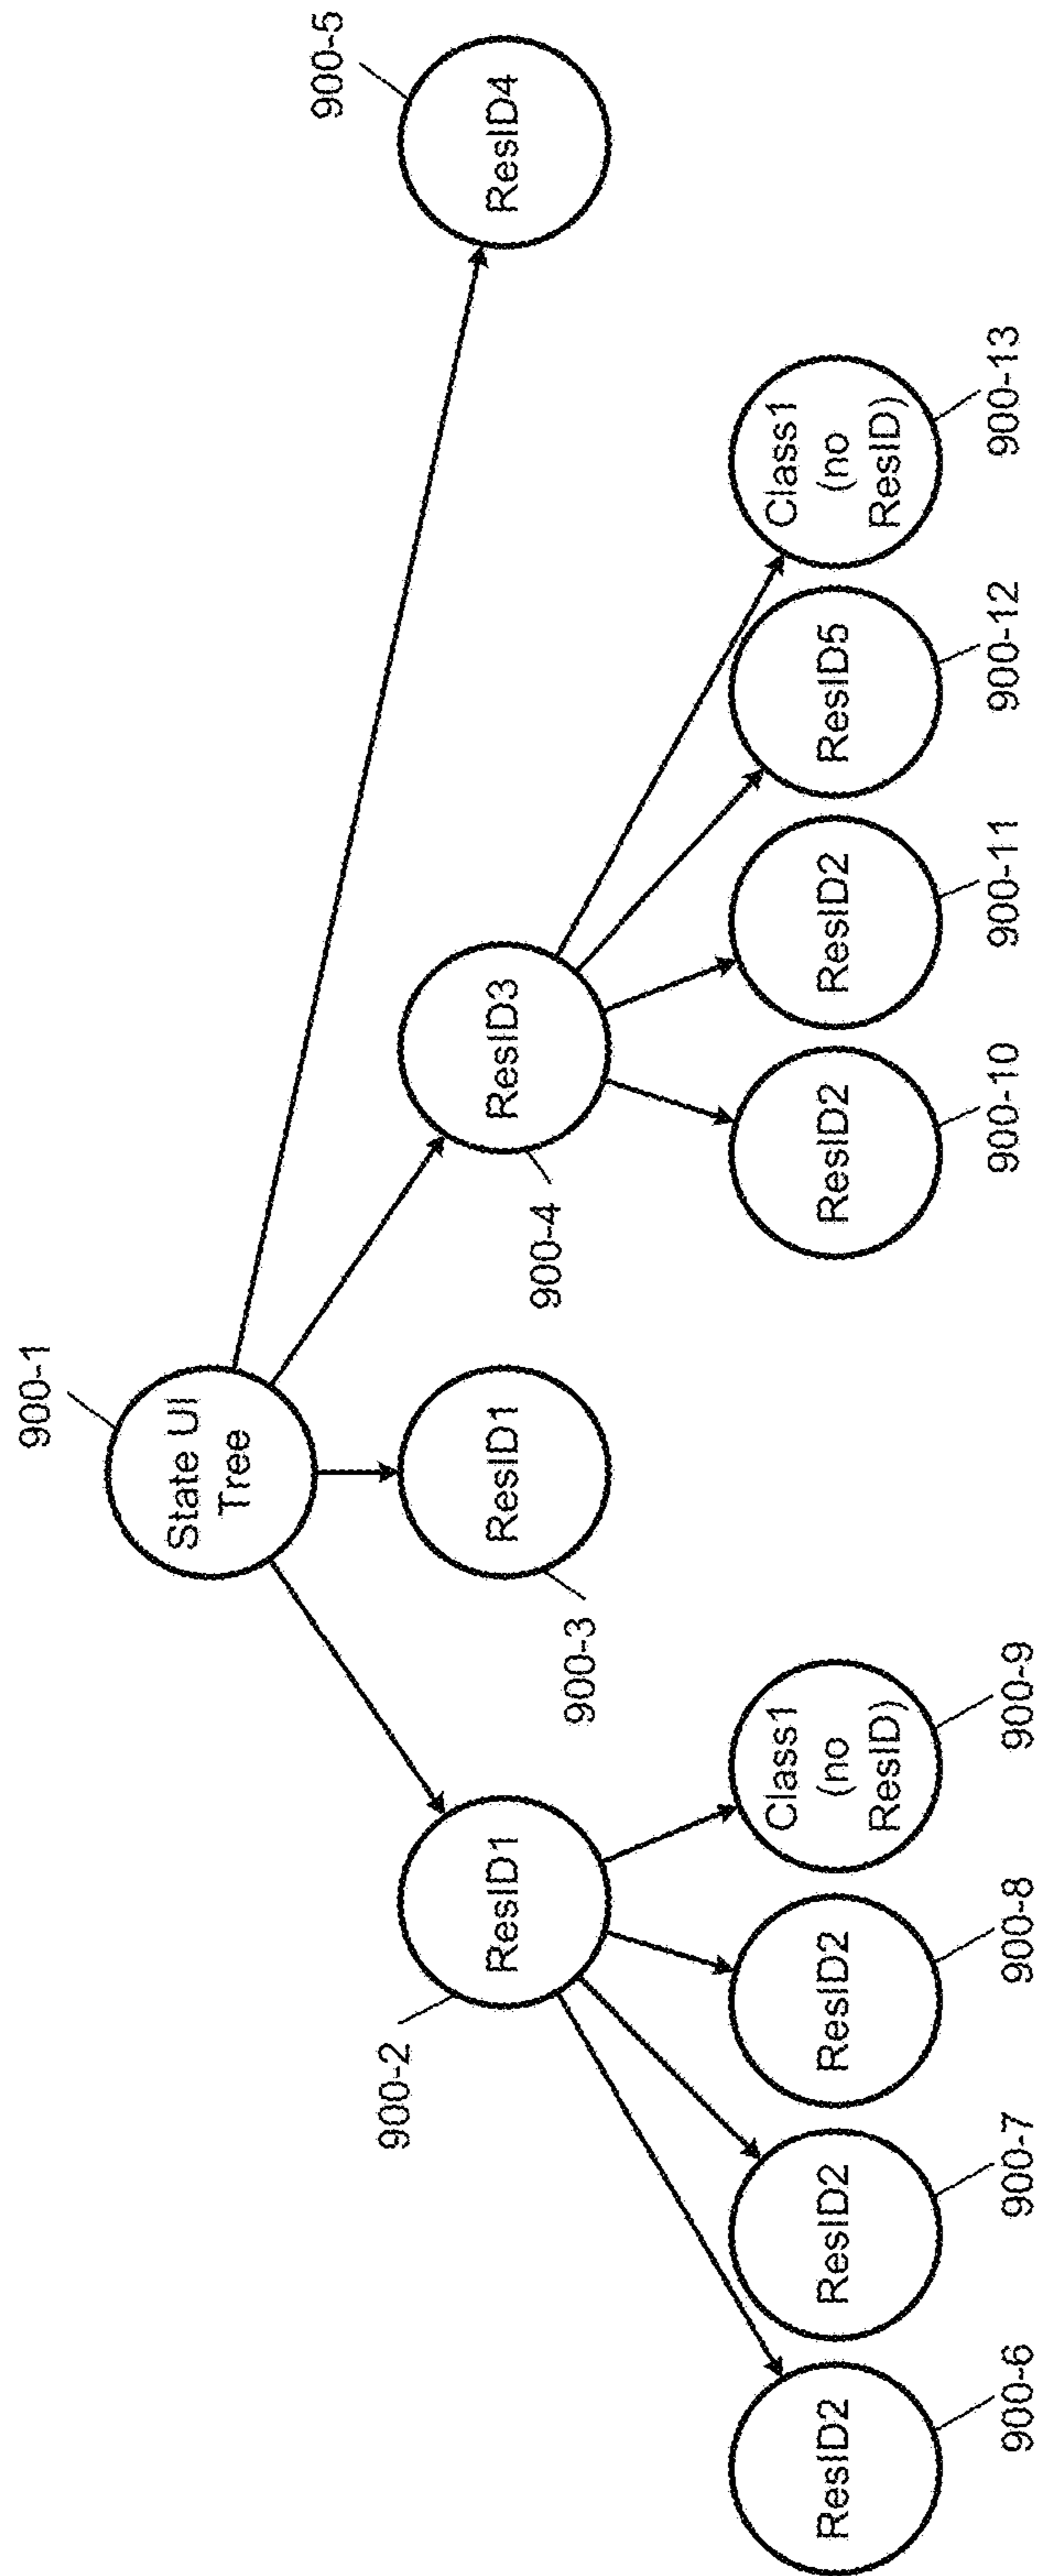 900-1
State UI
Tree
900-2
ResID1
900-3
ResID1
900-4
ResID3
900-5
ResID4
ResID2
ResID2
ResID2
Class1
(no
ResID)
ResID2
ResID2
ResID5
Class1
(no
ResID)
900-6
900-7
900-8
900-9
900-10
900-11
900-12
900-13